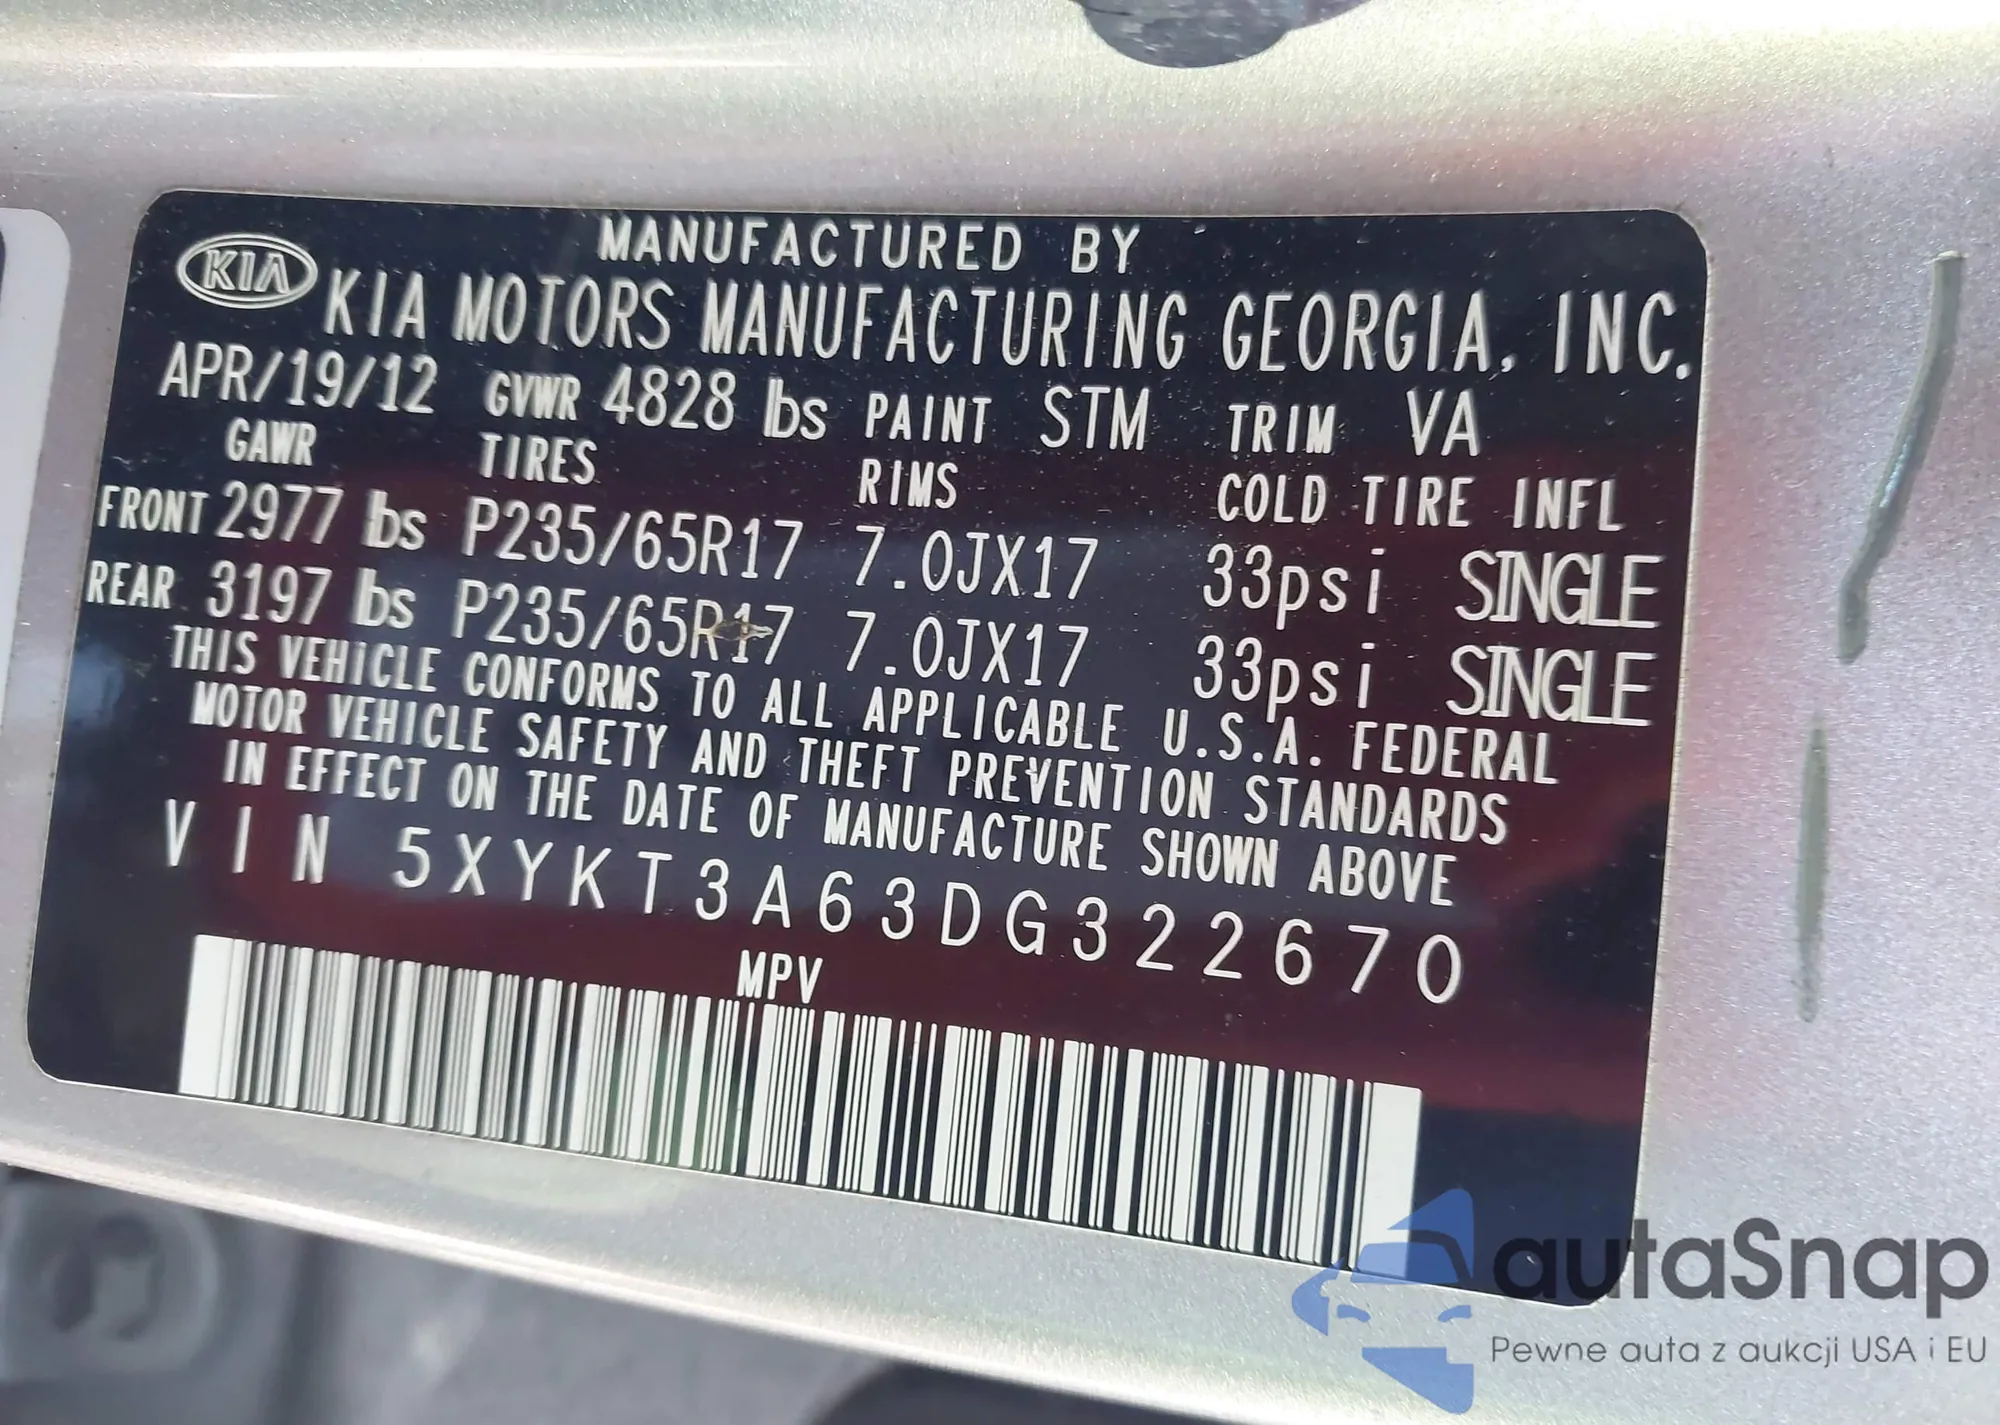 MANUFACTURED BY
KIA KIA MOTORS MANUFACTURING GEORGIA, INC.
APR/19/12 GVWR 4828 lbs PAINT STM TRIM VA
GAWR TIRES RIMS COLD TIRE INFL
FRONT 2977 lbs P235/65R17 7.0JX17 33psi SINGLE
REAR 3197 lbs P235/65R17 7.0JX17 33psi SINGLE
THIS VEHICLE CONFORMS TO ALL APPLICABLE U.S.A. FEDERAL
MOTOR VEHICLE SAFETY AND THEFT PREVENTION STANDARDS
IN EFFECT ON THE DATE OF MANUFACTURE SHOWN ABOVE
VIN 5XYKT3A63DG322670
MPV
autaSnap
Pewne auta z aukcji USA i EU